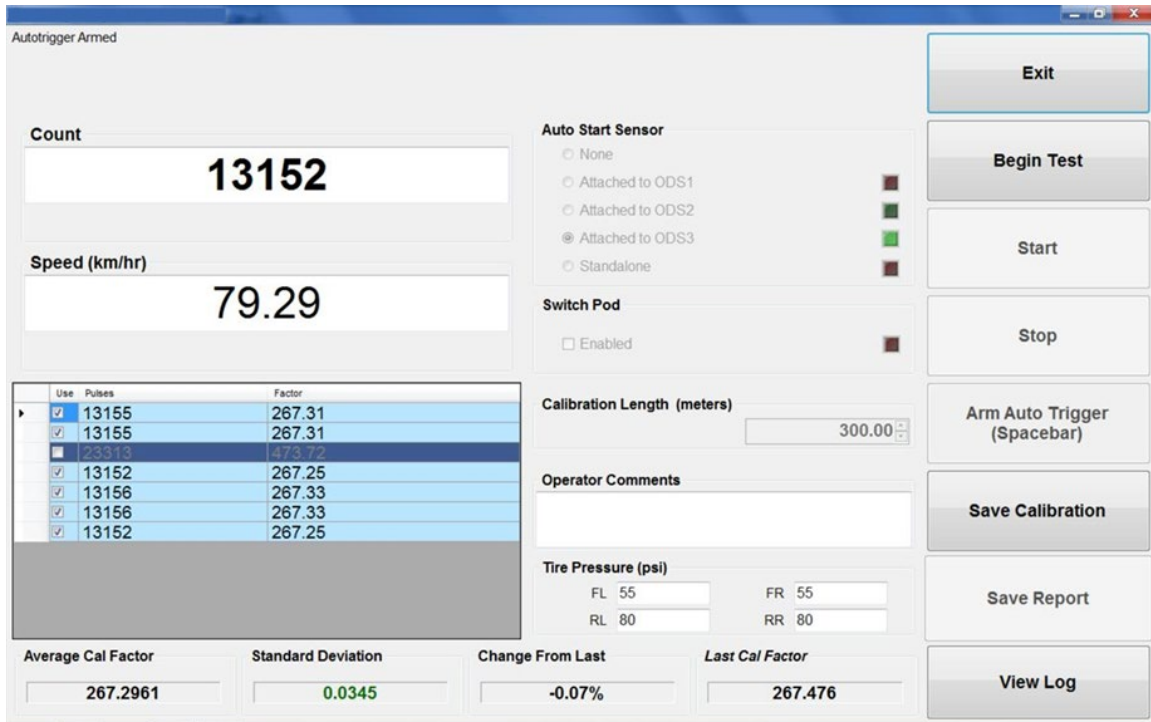 Autotrigger Armed
Exit
Count
13152
Auto Start Sensor
None
Attached to ODS1
Attached to ODS2
Attached to ODS3
Standalone
Begin Test
Start
Speed (km/hr)
79.29
Switch Pod
Enabled
Stop
Use Pulses Factor
13155 267.31
13155 267.31
23313 473.72
13152 267.25
13156 267.33
13156 267.33
13152 267.25
Calibration Length (meters)
300.00
Arm Auto Trigger
(Spacebar)
Operator Comments
Save Calibration
Tire Pressure (psi)
FL 55 FR 55
RL 80 RR 80
Save Report
Average Cal Factor
267.2961
Standard Deviation
0.0345
Change From Last
-0.07%
Last Cal Factor
267.476
View Log